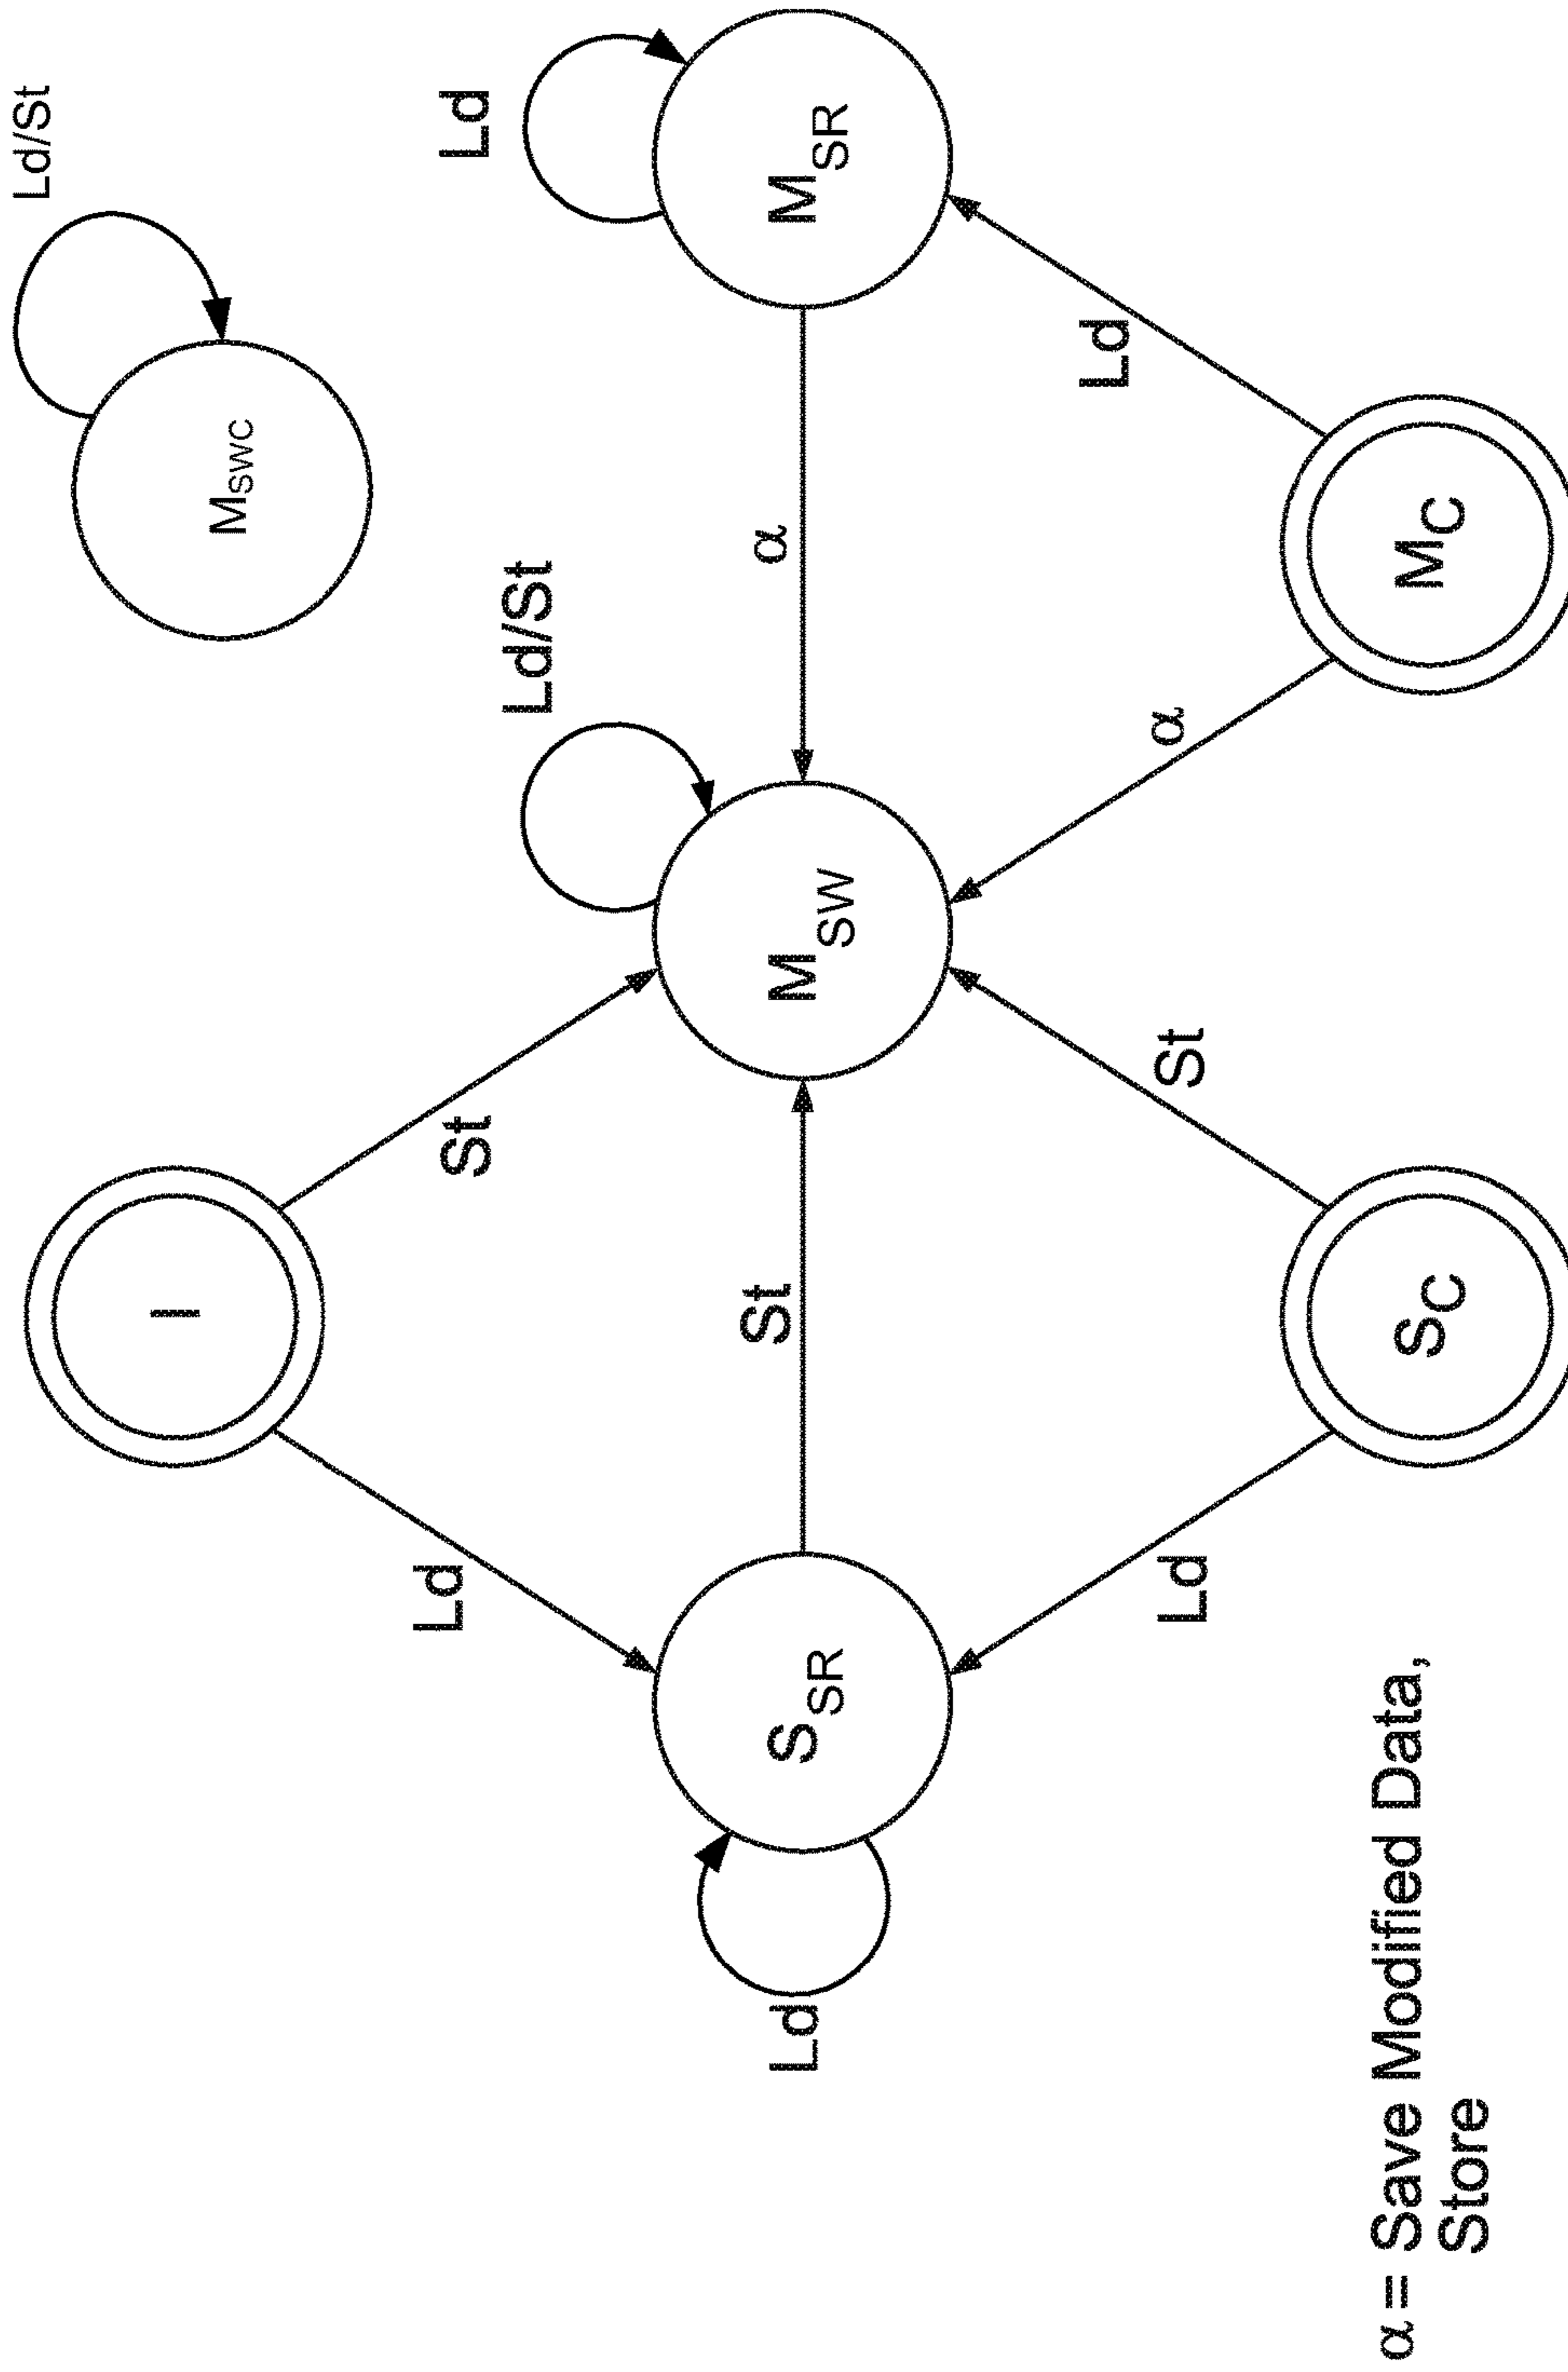 Ld/St
I
Mswc
Ld
St
Ld
Ld/St
Ld
SSR
St
MSW
α
MSR
Ld
Ld
St
α
SC
MC
α = Save Modified Data,
Store